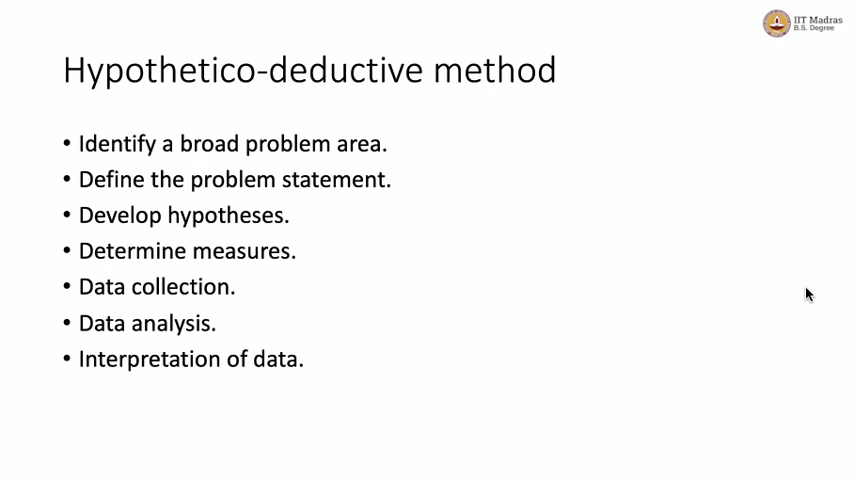 IIT Madras
B.S. Degree
Hypothetico-deductive method
• Identify a broad problem area.
• Define the problem statement.
• Develop hypotheses.
• Determine measures.
• Data collection.
• Data analysis.
• Interpretation of data.